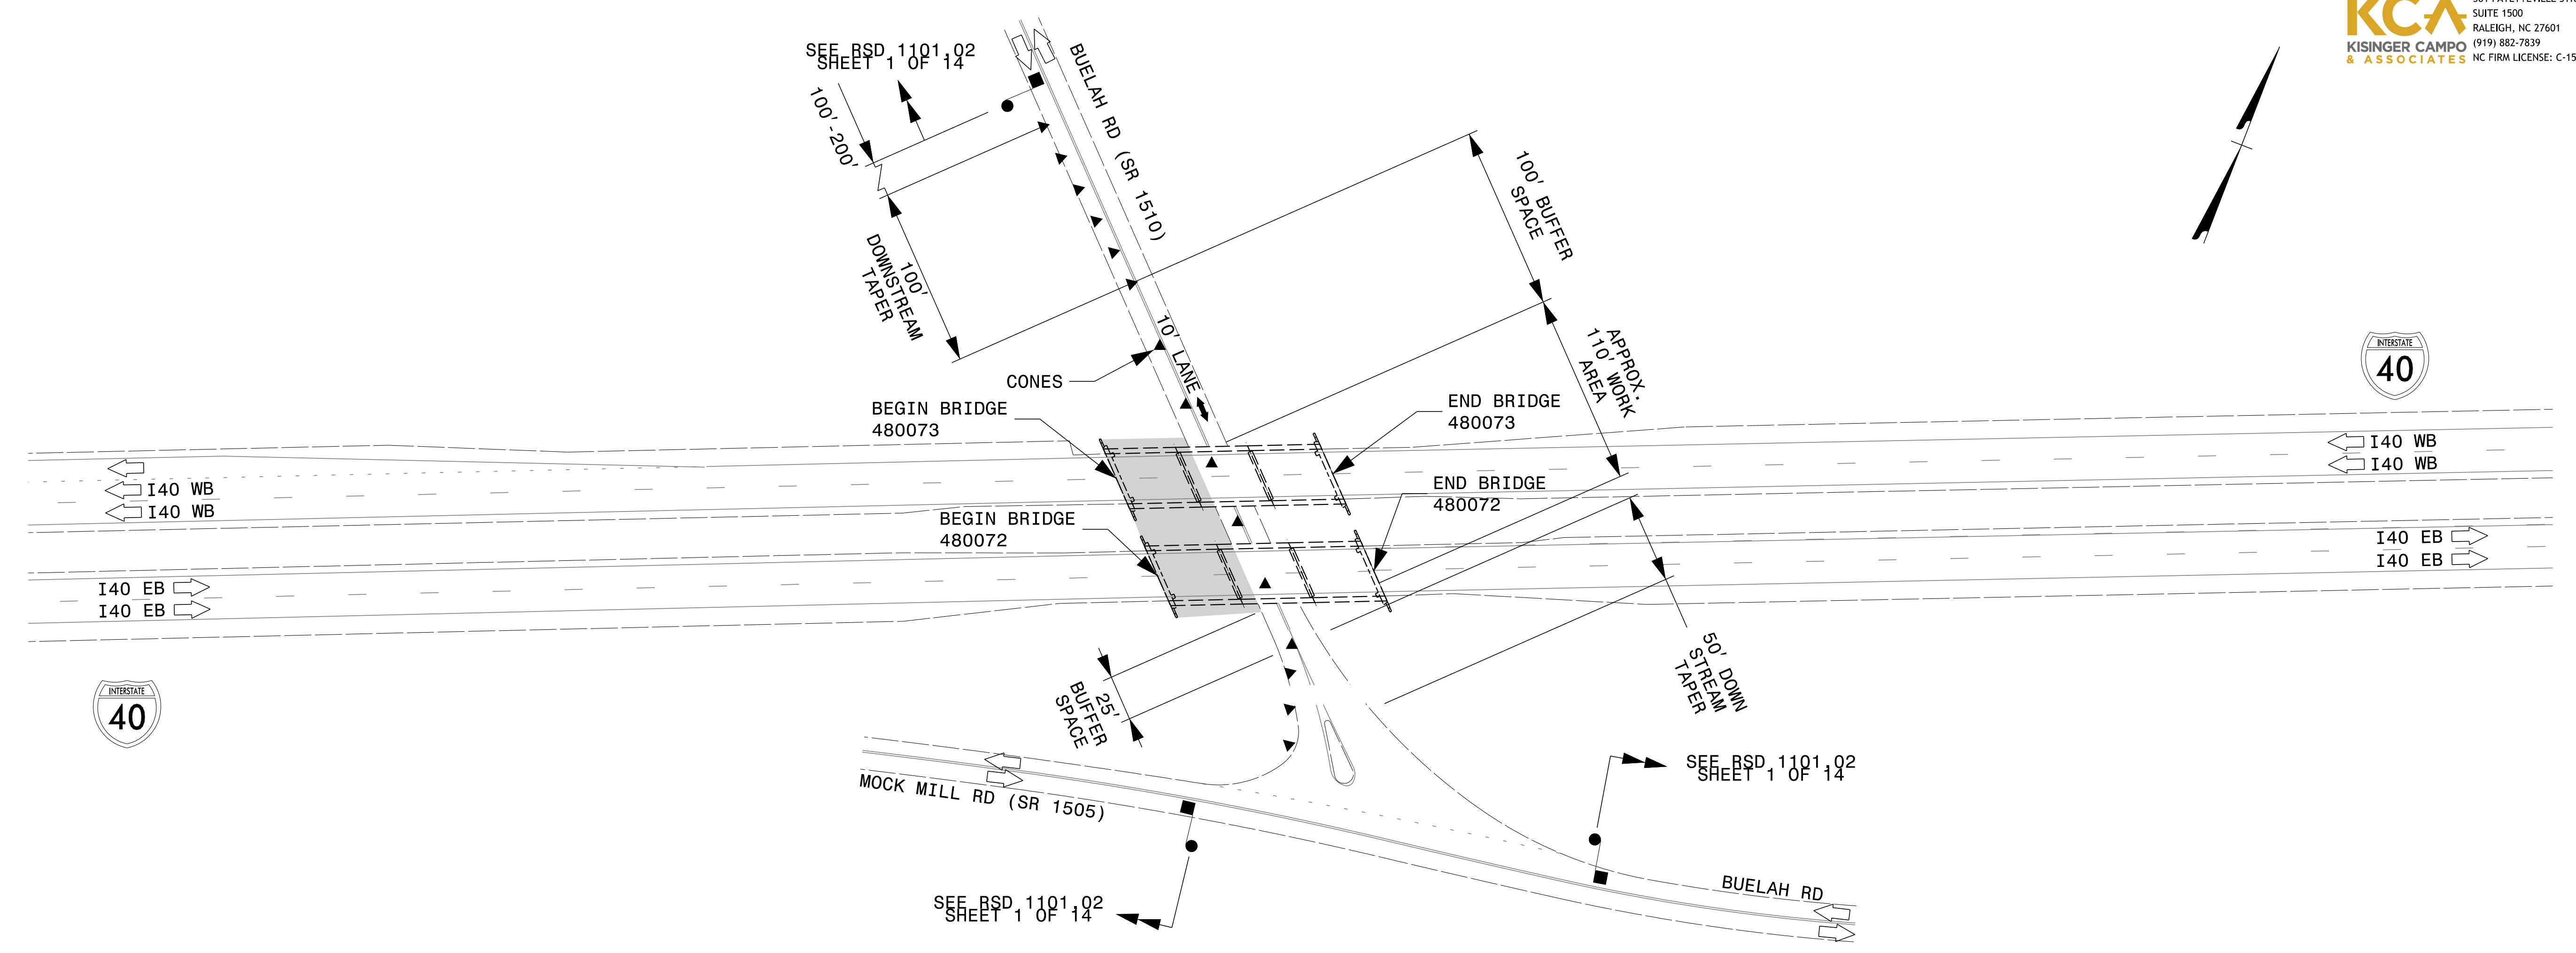 KCA
KISINGER CAMPO
& ASSOCIATES
SUITE 1500
RALEIGH, NC 27601
(919) 882-7839
NC FIRM LICENSE: C-15
SEE RSD 1101.02
SHEET 1 OF 14
100'-200'
BUELAH RD (SR 1510)
100'
DOWNSTREAM
TAPER
100' BUFFER
SPACE
10' LANE
CONES
APPROX.
110' WORK
AREA
INTERSTATE
40
BEGIN BRIDGE
480073
END BRIDGE
480073
I40 WB
I40 WB
I40 WB
I40 WB
BEGIN BRIDGE
480072
END BRIDGE
480072
I40 EB
I40 EB
I40 EB
I40 EB
INTERSTATE
40
25'
BUFFER
SPACE
50' DOWN
STREAM
TAPER
MOCK MILL RD (SR 1505)
SEE RSD 1101.02
SHEET 1 OF 14
BUELAH RD
SEE RSD 1101.02
SHEET 1 OF 14